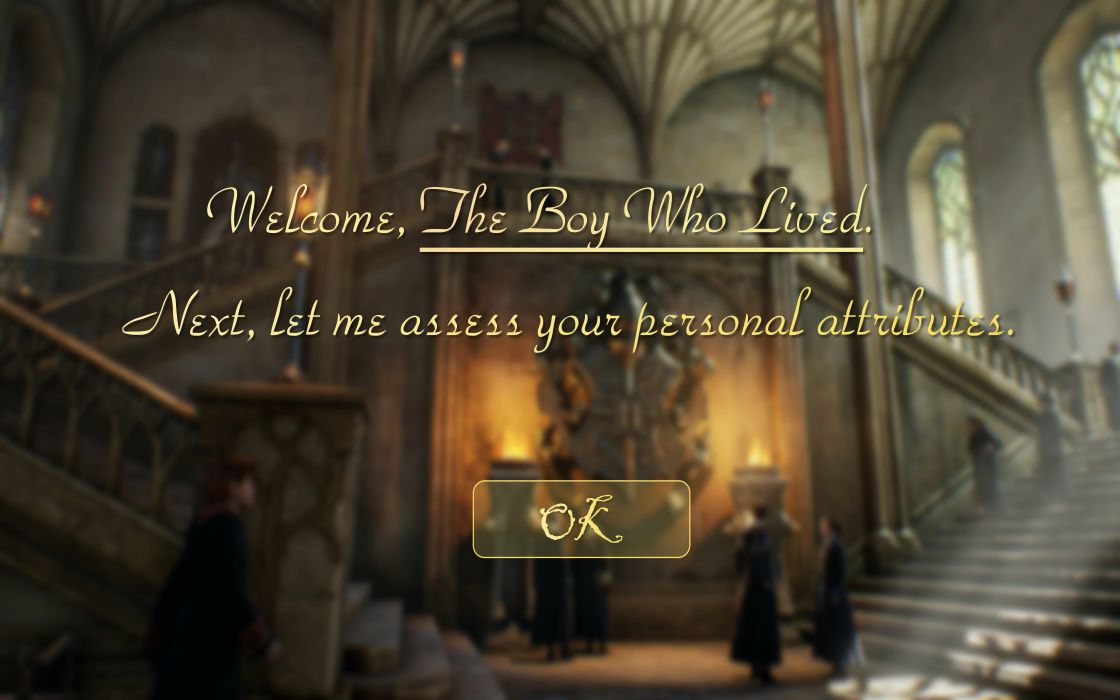 Welcome, The Boy Who Lived.
Next, let me assess your personal attributes.
OK